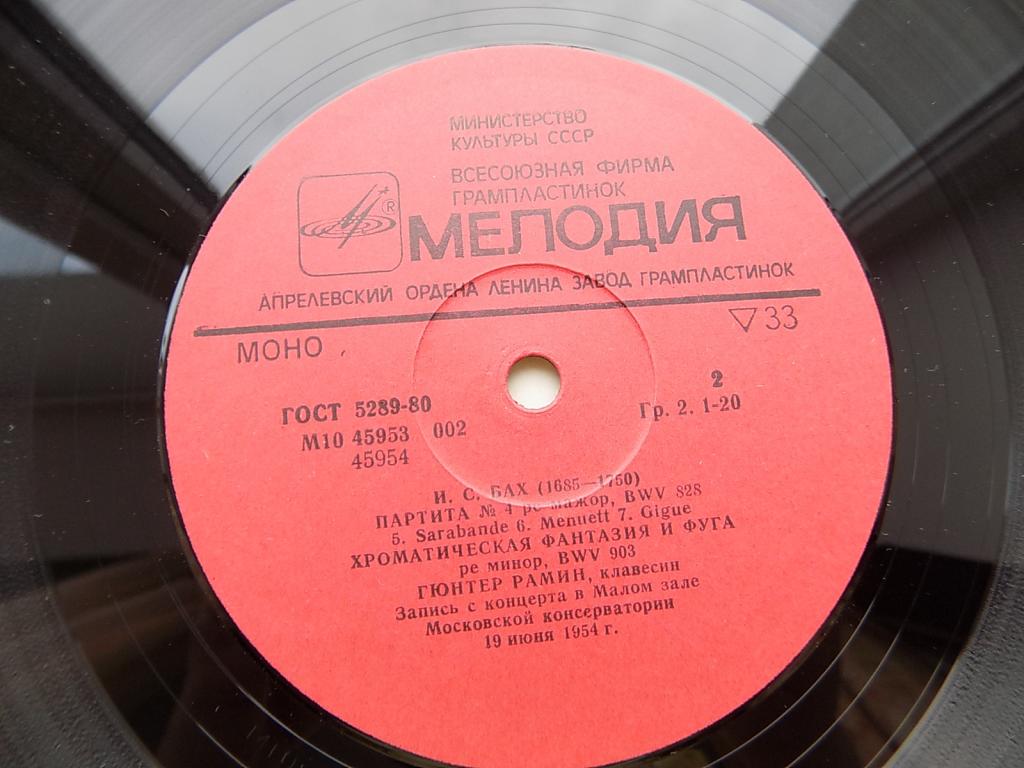 МИНИСТЕРСТВО
КУЛЬТУРЫ СССР
ВСЕСОЮЗНАЯ ФИРМА
ГРАМПЛАСТИНОК
®
МЕЛОДИЯ
АПРЕЛЕВСКИЙ ОРДЕНА ЛЕНИНА ЗАВОД ГРАМПЛАСТИНОК
МОНО
▽33
ГОСТ 5289-80
2
М10 45953 002
Гр. 2. 1-20
45954
И. С. БАХ (1685—1750)
ПАРТИТА № 4 ре мажор, BWV 828
5. Sarabande 6. Menuett 7. Gigue
ХРОМАТИЧЕСКАЯ ФАНТАЗИЯ И ФУГА
ре минор, BWV 903
ГЮНТЕР РАМИН, клавесин
Запись с концерта в Малом зале
Московской консерватории
19 июня 1954 г.